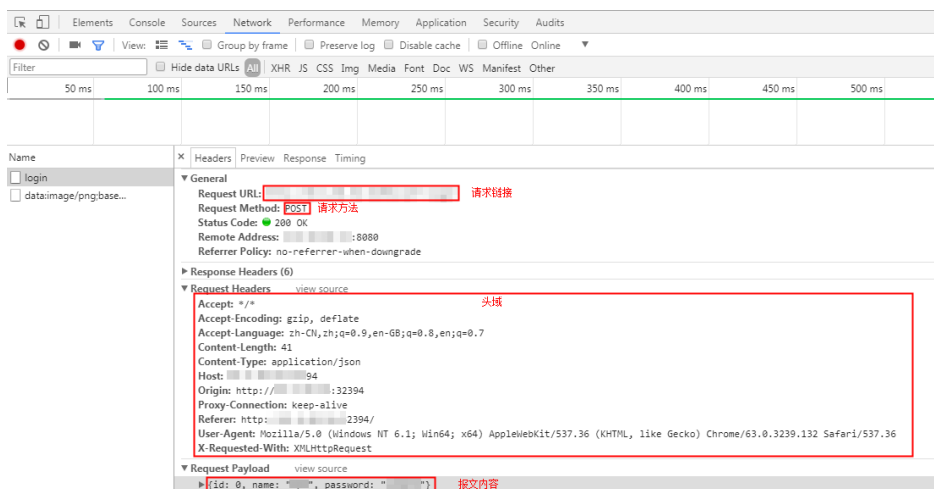 Elements Console Sources Network Performance Memory Application Security Audits
View: Group by frame Preserve log Disable cache Offline Online
Filter Hide data URLs All XHR JS CSS Img Media Font Doc WS Manifest Other
50 ms 100 ms 150 ms 200 ms 250 ms 300 ms 350 ms 400 ms 450 ms 500 ms
Name × Headers Preview Response Timing
login
data:image/png;base...
General
Request URL: 请求链接
Request Method: POST 请求方法
Status Code: 200 OK
Remote Address: :8080
Referrer Policy: no-referrer-when-downgrade
Response Headers (6)
Request Headers view source
头域
Accept: */*
Accept-Encoding: gzip, deflate
Accept-Language: zh-CN,zh;q=0.9,en-GB;q=0.8,en;q=0.7
Content-Length: 41
Content-Type: application/json
Host: 94
Origin: http:// :32394
Proxy-Connection: keep-alive
Referer: http: 2394/
User-Agent: Mozilla/5.0 (Windows NT 6.1; Win64; x64) AppleWebKit/537.36 (KHTML, like Gecko) Chrome/63.0.3239.132 Safari/537.36
X-Requested-With: XMLHttpRequest
Request Payload view source
{id: 0, name: " ", password: " "} 报文内容